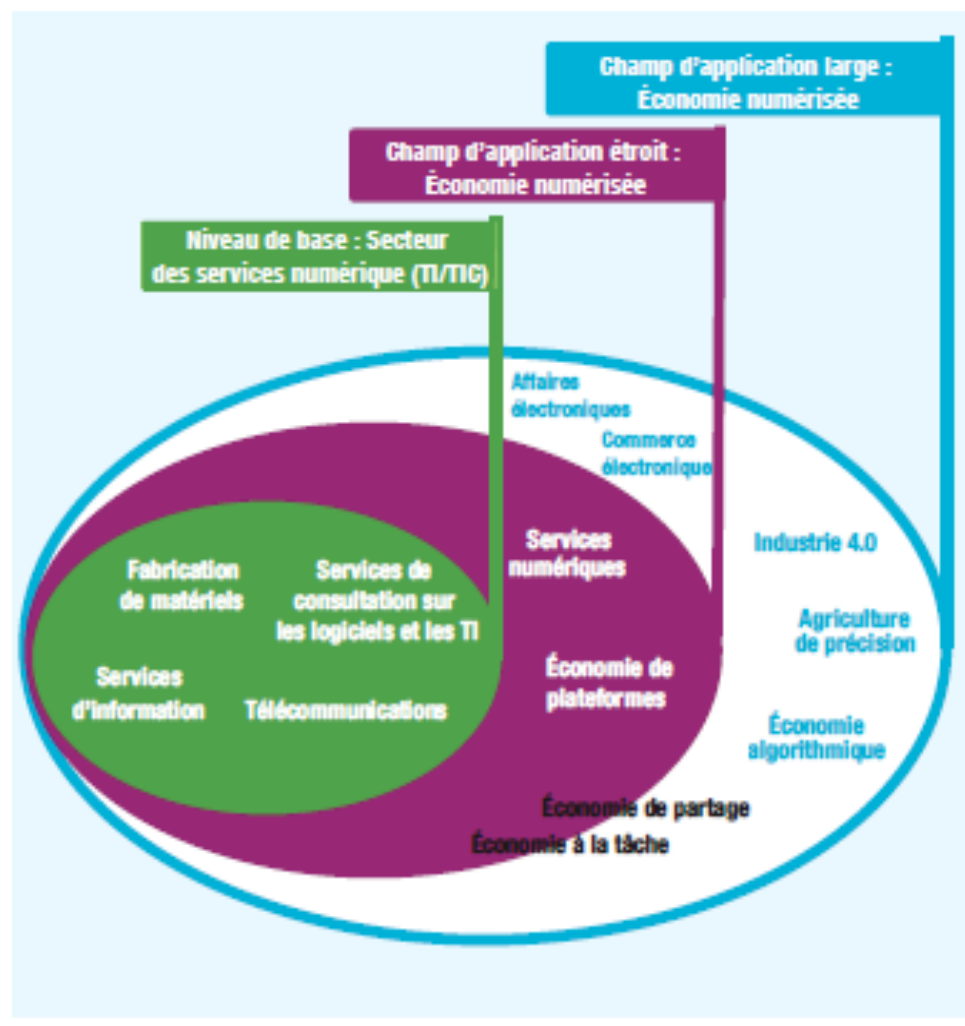 Champ d'application large :
Économie numérisée
Champ d'application étroit :
Économie numérisée
Niveau de base : Secteur
des services numérique (TI/TIC)
Affaires
électroniques
Commerce
électronique
Services
numériques
Industrie 4.0
Fabrication
de matériels
Services de
consultation sur
les logiciels et les TI
Agriculture
de précision
Services
d'information
Télécommunications
Économie de
plateformes
Économie
algorithmique
Économie de partage
Économie à la tâche